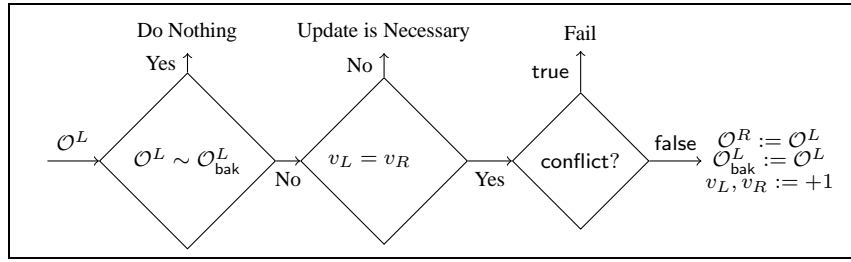 Do Nothing
Update is Necessary
Fail
Yes
No
true
𝒪^L
𝒪^L ∼ 𝒪^L_bak
No
v_L = v_R
Yes
conflict?
false
𝒪^R := 𝒪^L
𝒪^L_bak := 𝒪^L
v_L, v_R := +1